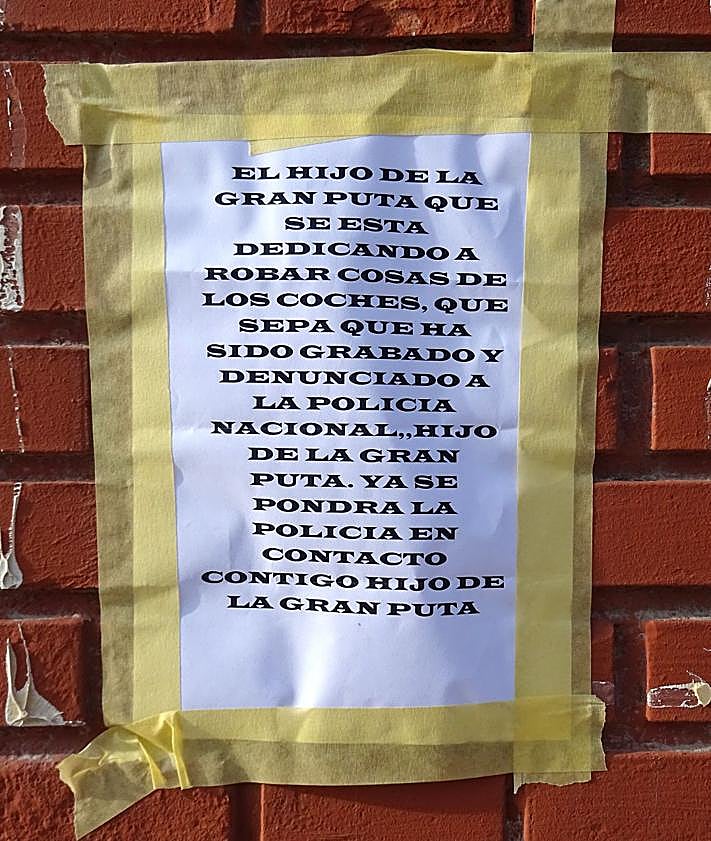 EL HIJO DE LA
GRAN PUTA QUE
SE ESTA
DEDICANDO A
ROBAR COSAS DE
LOS COCHES, QUE
SEPA QUE HA
SIDO GRABADO Y
DENUNCIADO A
LA POLICIA
NACIONAL,,HIJO
DE LA GRAN
PUTA. YA SE
PONDRA LA
POLICIA EN
CONTACTO
CONTIGO HIJO DE
LA GRAN PUTA